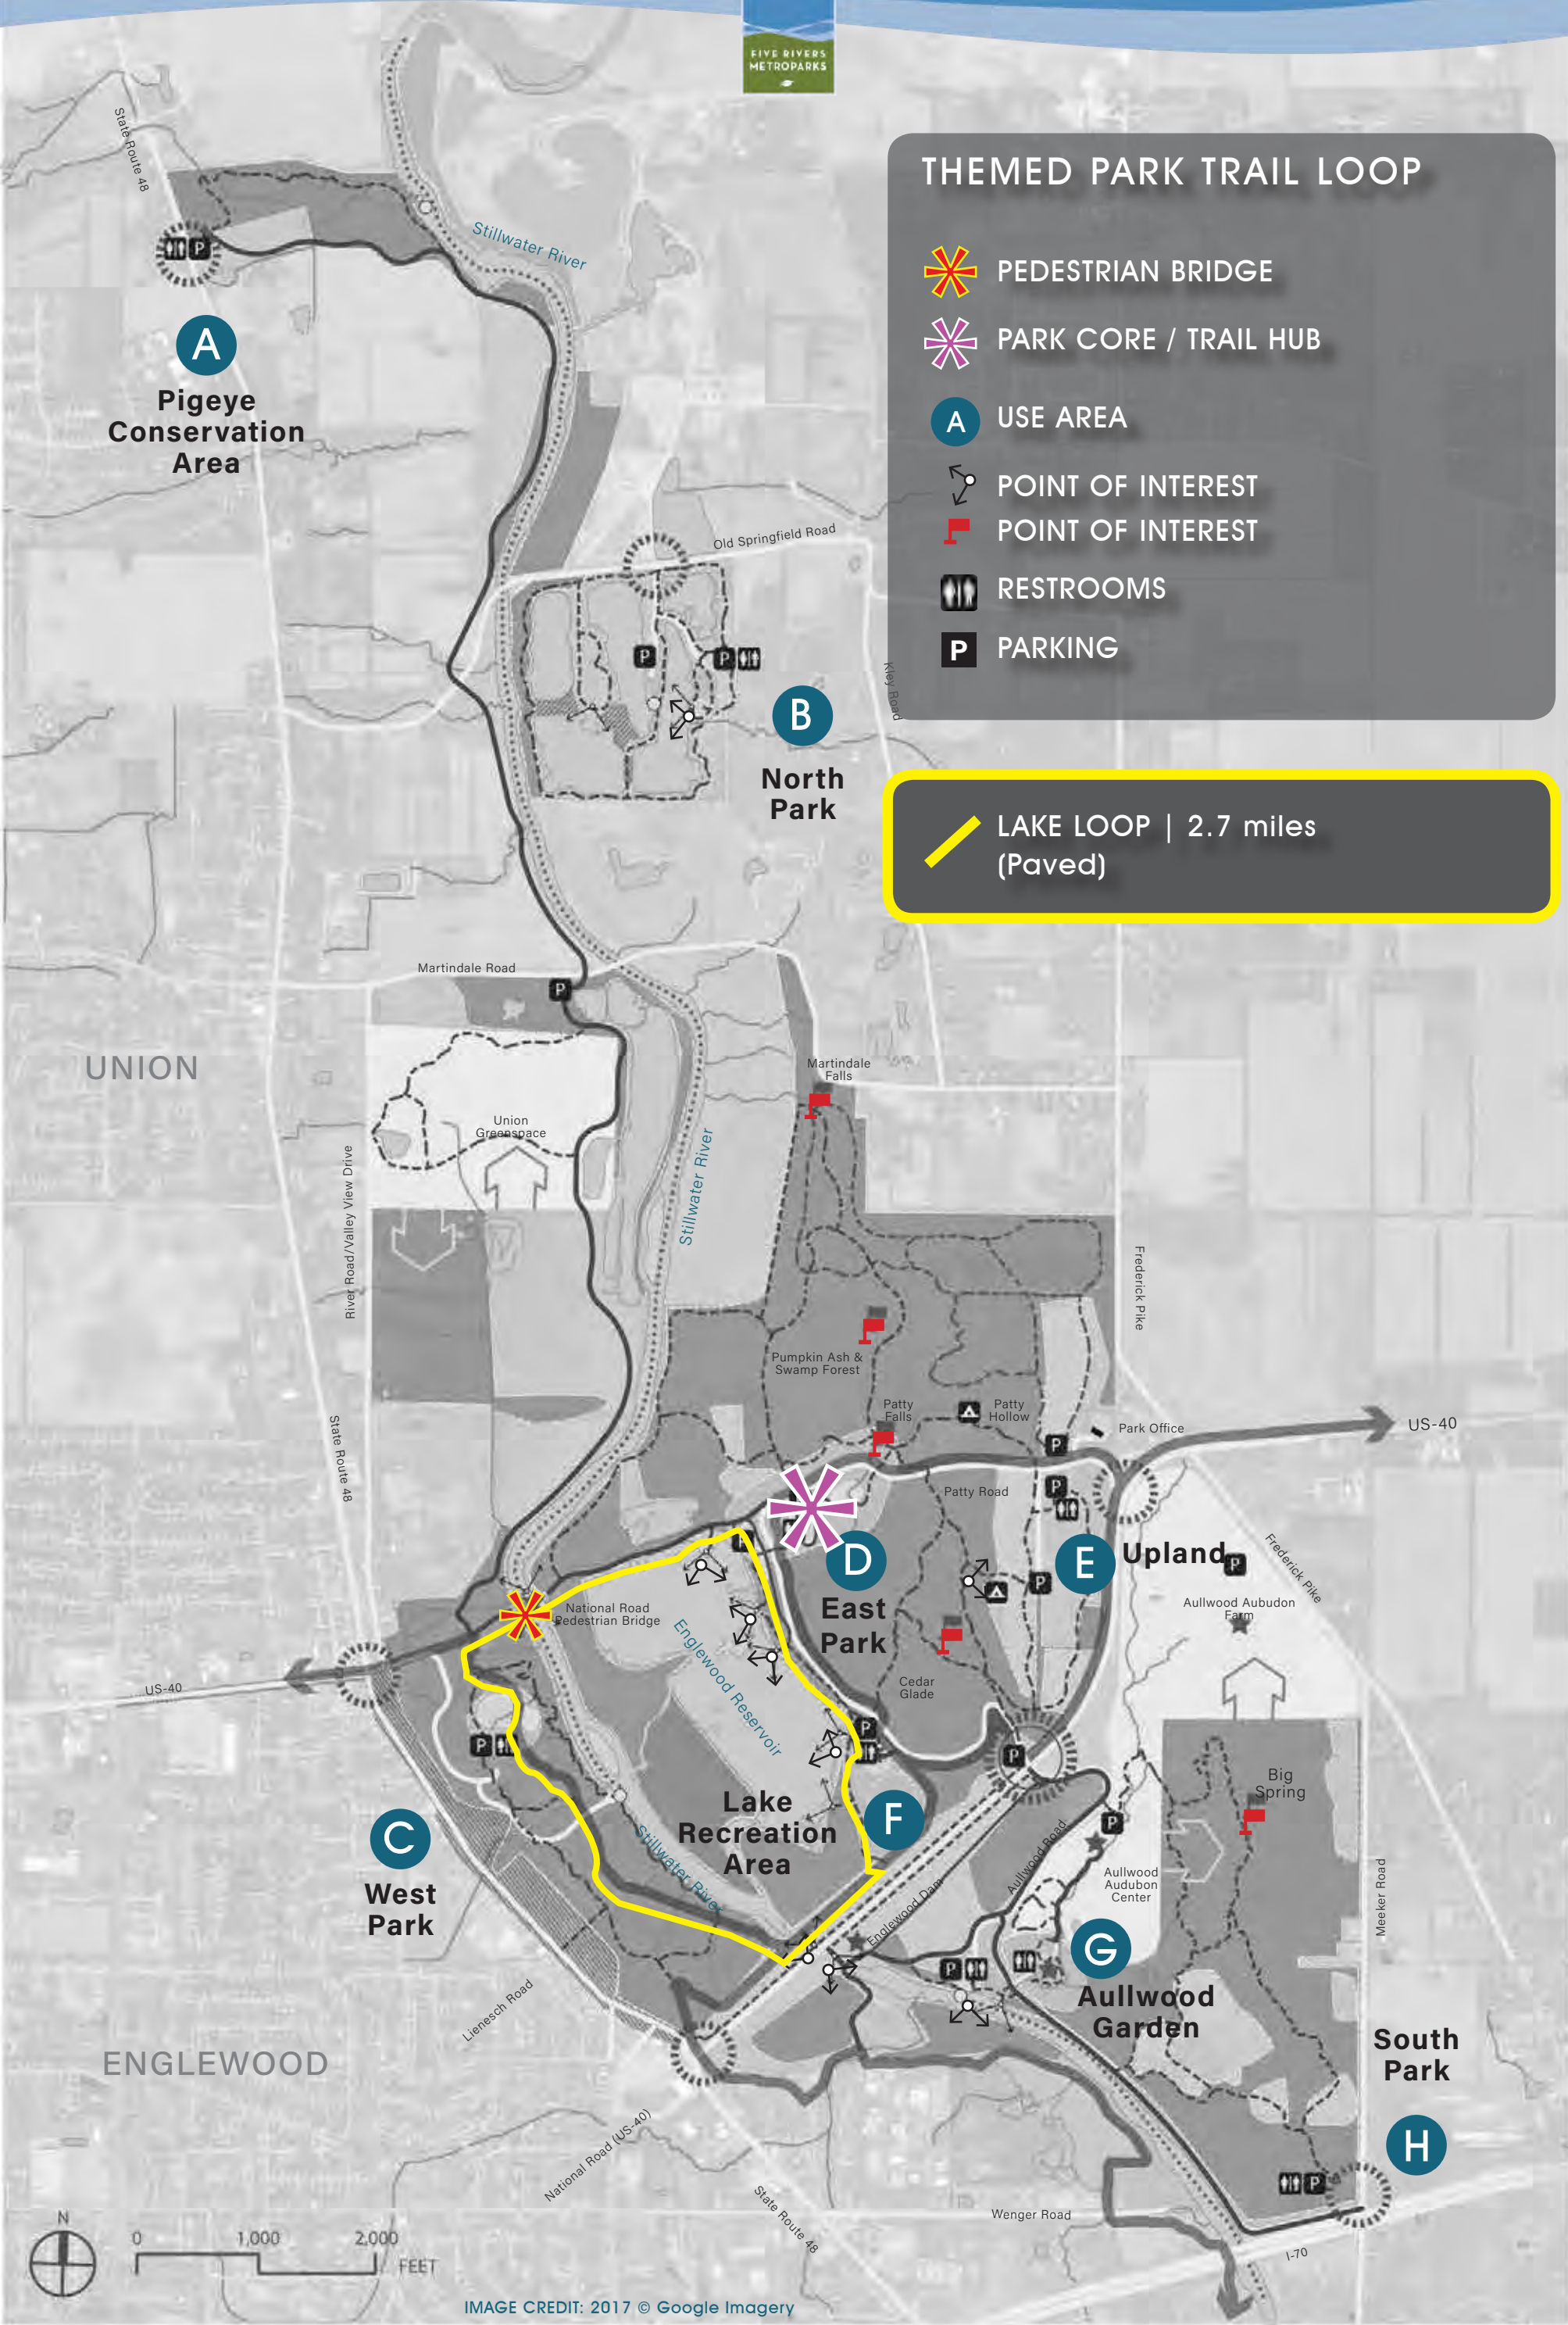 FIVE RIVERS
METROPARKS
THEMED PARK TRAIL LOOP
PEDESTRIAN BRIDGE
PARK CORE / TRAIL HUB
A
USE AREA
POINT OF INTEREST
POINT OF INTEREST
RESTROOMS
P
PARKING
LAKE LOOP | 2.7 miles
(Paved)
State Route 48
Stillwater River
P
A
Pigeye
Conservation
Area
Old Springfield Road
Kley Road
P
P
B
North
Park
Martindale Road
P
UNION
Martindale
Falls
Union
Greenspace
River Road/Valley View Drive
Stillwater River
Frederick Pike
Pumpkin Ash &
Swamp Forest
Patty
Falls
Patty
Hollow
Park Office
US-40
State Route 48
P
P
Patty Road
D
East
Park
E
Upland
P
P
Frederick Pike
Aullwood Aubudon
Farm
National Road
Pedestrian Bridge
Englewood Reservoir
Cedar
Glade
US-40
P
P
P
Big
Spring
Lake
Recreation
Area
F
C
West
Park
Stillwater River
P
Aullwood Road
Aullwood
Audubon
Center
Englewood Dam
Meeker Road
G
P
Aullwood
Garden
Lienesch Road
ENGLEWOOD
South
Park
H
P
National Road (US-40)
State Route 48
Wenger Road
I-70
N
0 1,000 2,000
FEET
IMAGE CREDIT: 2017 © Google Imagery